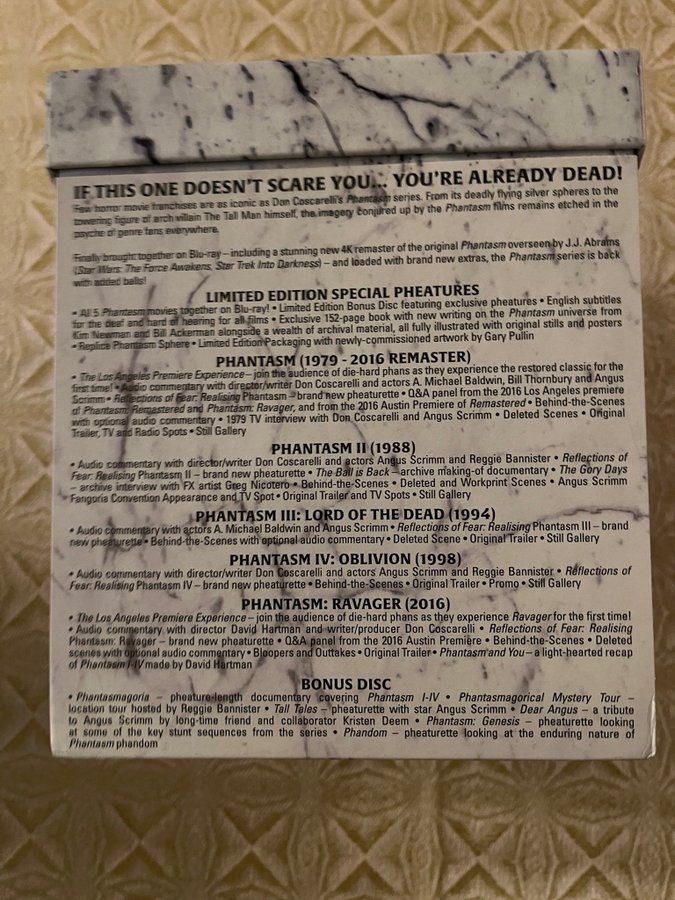 IF THIS ONE DOESN'T SCARE YOU... YOU'RE ALREADY DEAD!
Few horror movie franchises are as iconic as Don Coscarelli's Phantasm series. From its deadly flying silver spheres to the
towering figure of arch villain The Tall Man himself, the imagery conjured up by the Phantasm films remains etched in the
psyche of genre fans everywhere.
Finally brought together on Blu-ray – including a stunning new 4K remaster of the original Phantasm overseen by J.J. Abrams
(Star Wars: The Force Awakens, Star Trek Into Darkness) – and loaded with brand new extras, the Phantasm series is back
with added balls!
LIMITED EDITION SPECIAL PHEATURES
• All 5 Phantasm movies together on Blu-ray! • Limited Edition Bonus Disc featuring exclusive pheatures • English subtitles
for the deaf and hard of hearing for all films • Exclusive 152-page book with new writing on the Phantasm universe from
Kim Newman and Bill Ackerman alongside a wealth of archival material, all fully illustrated with original stills and posters
• Replica Phantasm Sphere • Limited Edition Packaging with newly-commissioned artwork by Gary Pullin
PHANTASM (1979 - 2016 REMASTER)
• The Los Angeles Premiere Experience – join the audience of die-hard phans as they experience the restored classic for the
first time! • Audio commentary with director/writer Don Coscarelli and actors A. Michael Baldwin, Bill Thornbury and Angus
Scrimm • Reflections of Fear: Realising Phantasm – brand new pheaturette • Q&A panel from the 2016 Los Angeles premiere
of Phantasm: Remastered and Phantasm: Ravager, and from the 2016 Austin Premiere of Remastered • Behind-the-Scenes
with optional audio commentary • 1979 TV interview with Don Coscarelli and Angus Scrimm • Deleted Scenes • Original
Trailer, TV and Radio Spots • Still Gallery
PHANTASM II (1988)
• Audio commentary with director/writer Don Coscarelli and actors Angus Scrimm and Reggie Bannister • Reflections of
Fear: Realising Phantasm II – brand new pheaturette • The Ball is Back – archive making-of documentary • The Gory Days
– archive interview with FX artist Greg Nicotero • Behind-the-Scenes • Deleted and Workprint Scenes • Angus Scrimm
Fangoria Convention Appearance and TV Spot • Original Trailer and TV Spots • Still Gallery
PHANTASM III: LORD OF THE DEAD (1994)
• Audio commentary with actors A. Michael Baldwin and Angus Scrimm • Reflections of Fear: Realising Phantasm III – brand
new pheaturette • Behind-the-Scenes with optional audio commentary • Deleted Scene • Original Trailer • Still Gallery
PHANTASM IV: OBLIVION (1998)
• Audio commentary with director/writer Don Coscarelli and actors Angus Scrimm and Reggie Bannister • Reflections of
Fear: Realising Phantasm IV – brand new pheaturette • Behind-the-Scenes • Original Trailer • Promo • Still Gallery
PHANTASM: RAVAGER (2016)
• The Los Angeles Premiere Experience – join the audience of die-hard phans as they experience Ravager for the first time!
• Audio commentary with director David Hartman and writer/producer Don Coscarelli • Reflections of Fear: Realising
Phantasm: Ravager – brand new pheaturette • Q&A panel from the 2016 Austin Premiere • Behind-the-Scenes • Deleted
scenes with optional audio commentary • Bloopers and Outtakes • Original Trailer • Phantasm and You – a light-hearted recap
of Phantasm I-IV made by David Hartman
BONUS DISC
• Phantasmagoria – pheature-length documentary covering Phantasm I-IV • Phantasmagorical Mystery Tour –
location tour hosted by Reggie Bannister • Tall Tales – pheaturette with star Angus Scrimm • Dear Angus – a tribute
to Angus Scrimm by long-time friend and collaborator Kristen Deem • Phantasm: Genesis – pheaturette looking
at some of the key stunt sequences from the series • Phandom – pheaturette looking at the enduring nature of
Phantasm phandom